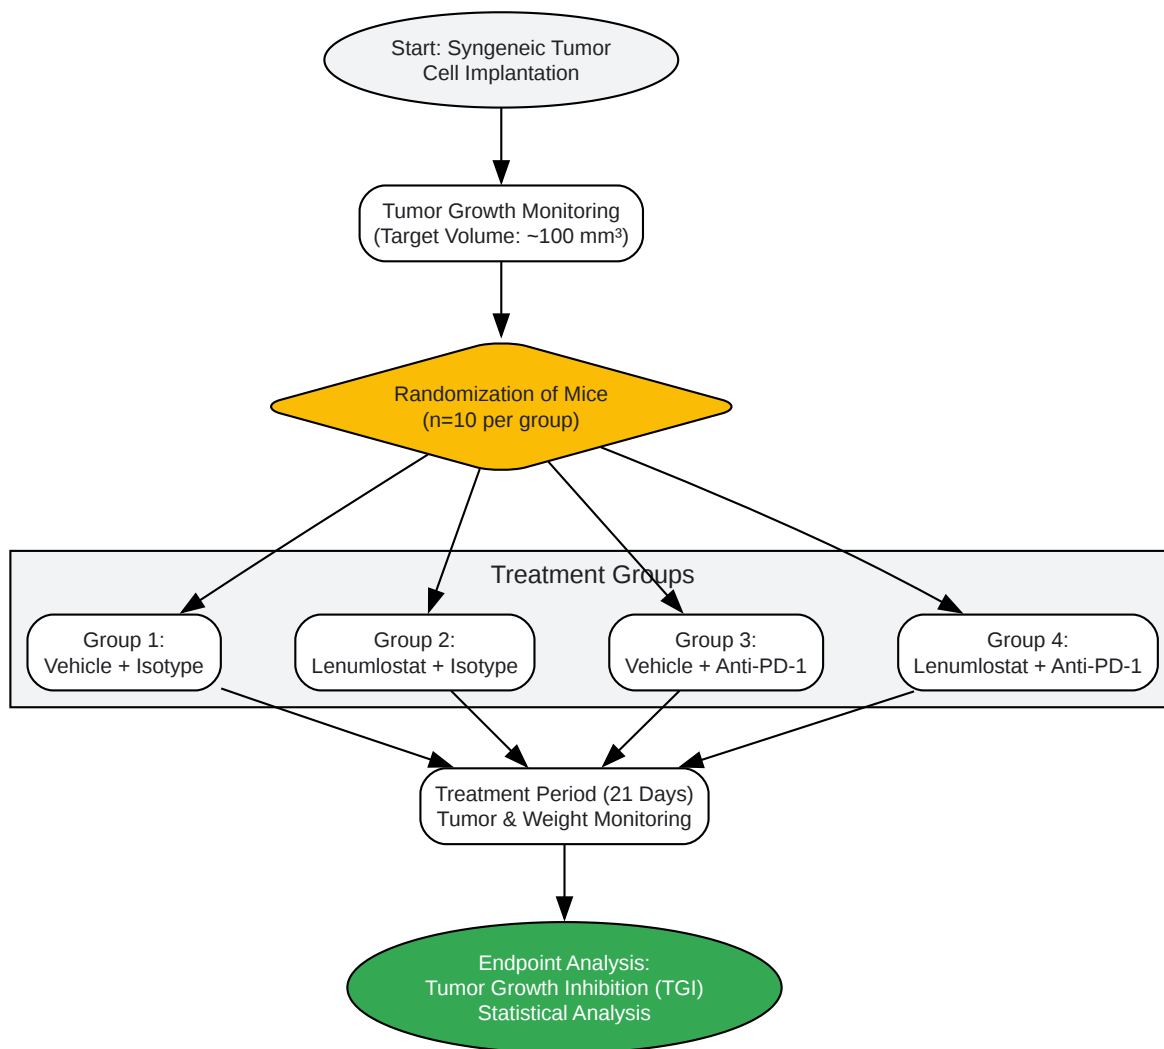 Start: Syngeneic Tumor
Cell Implantation
Tumor Growth Monitoring
(Target Volume: ~100 mm³)
Randomization of Mice
(n=10 per group)
Treatment Groups
Group 1:
Vehicle + Isotype
Group 2:
Lenumlostat + Isotype
Group 3:
Vehicle + Anti-PD-1
Group 4:
Lenumlostat + Anti-PD-1
Treatment Period (21 Days)
Tumor & Weight Monitoring
Endpoint Analysis:
Tumor Growth Inhibition (TGI)
Statistical Analysis